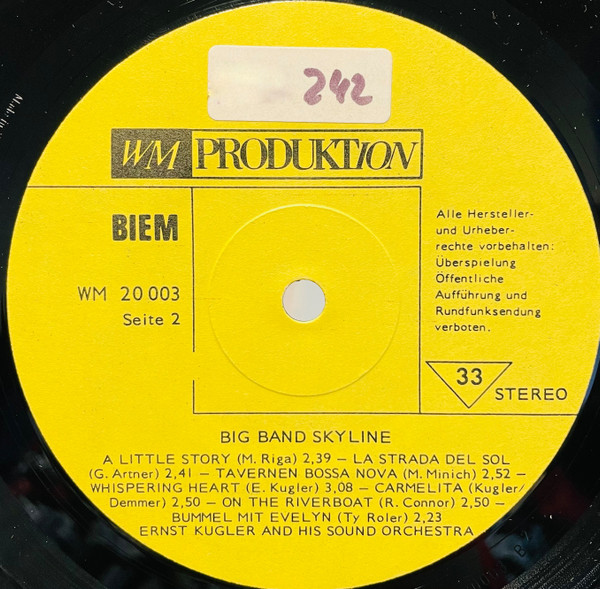 242
WM PRODUKTION
BIEM
WM 20 003
Seite 2
Alle Hersteller-
und Urheber-
rechte vorbehalten:
Überspielung
Öffentliche
Aufführung und
Rundfunksendung
verboten.
33
STEREO
BIG BAND SKYLINE
A LITTLE STORY (M. Riga) 2,39 – LA STRADA DEL SOL
(G. Artner) 2,41 – TAVERNEN BOSSA NOVA (M. Minich) 2,52 –
WHISPERING HEART (E. Kugler) 3,08 – CARMELITA (Kugler/
Demmer) 2,50 – ON THE RIVERBOAT (R. Connor) 2,50 –
BUMMEL MIT EVELYN (Ty Roler) 2,23
ERNST KUGLER AND HIS SOUND ORCHESTRA